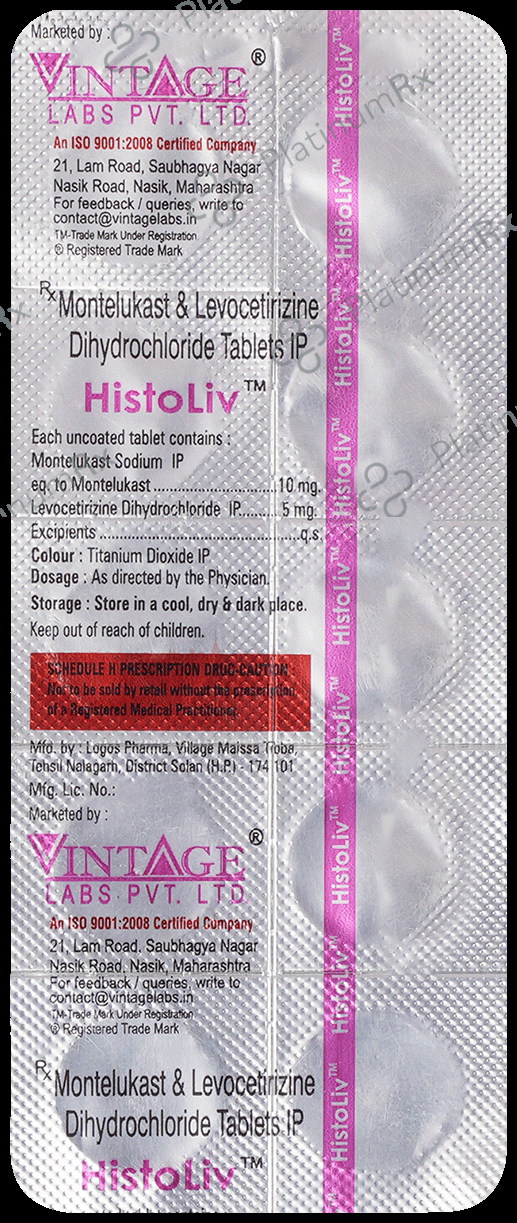 Marketed by :
VINTAGE®
LABS PVT. LTD.
An ISO 9001:2008 Certified Company
21, Lam Road, Saubhagya Nagar
Nasik Road, Nasik, Maharashtra
For feedback / queries, write to
contact@vintagelabs.in
TM-Trade Mark Under Registration
® Registered Trade Mark
Rx Montelukast & Levocetirizine
Dihydrochloride Tablets IP
HistoLiv™
Each uncoated tablet contains :
Montelukast Sodium IP
eq. to Montelukast..............................10 mg.
Levocetirizine Dihydrochloride IP.........5 mg.
Excipients...............................................q.s.
Colour : Titanium Dioxide IP
Dosage : As directed by the Physician.
Storage : Store in a cool, dry & dark place.
Keep out of reach of children.
SCHEDULE H PRESCRIPTION DRUG-CAUTION
Not to be sold by retail without the prescription
of a Registered Medical Practitioner.
Mfd. by : Logos Pharma, Village Maissa Tioba,
Tehsil Nalagarh, District Solan (H.P.) - 174 101
Mfg. Lic. No.:
Marketed by :
VINTAGE®
LABS PVT. LTD
An ISO 9001:2008 Certified Company
21, Lam Road, Saubhagya Nagar
Nasik Road, Nasik, Maharashtra
For feedback / queries, write to
contact@vintagelabs.in
TM-Trade Mark Under Registration
® Registered Trade Mark
Rx Montelukast & Levocetirizine
Dihydrochloride Tablets IP
HistoLiv™
HistoLiv™
HistoLiv™
HistoLiv™
HistoLiv™
HistoLiv™
HistoLiv™
HistoLiv™
HistoLiv™
HistoLiv™
PlatinumRx
PlatinumRx
PlatinumRx